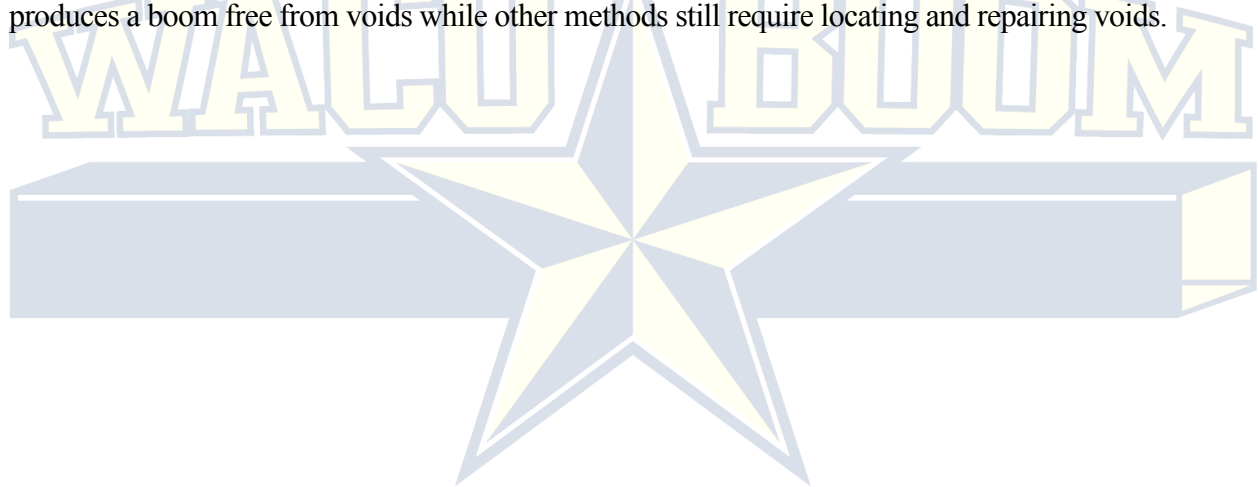 produces a boom free from voids while other methods still require locating and repairing voids.
WACO BOOM